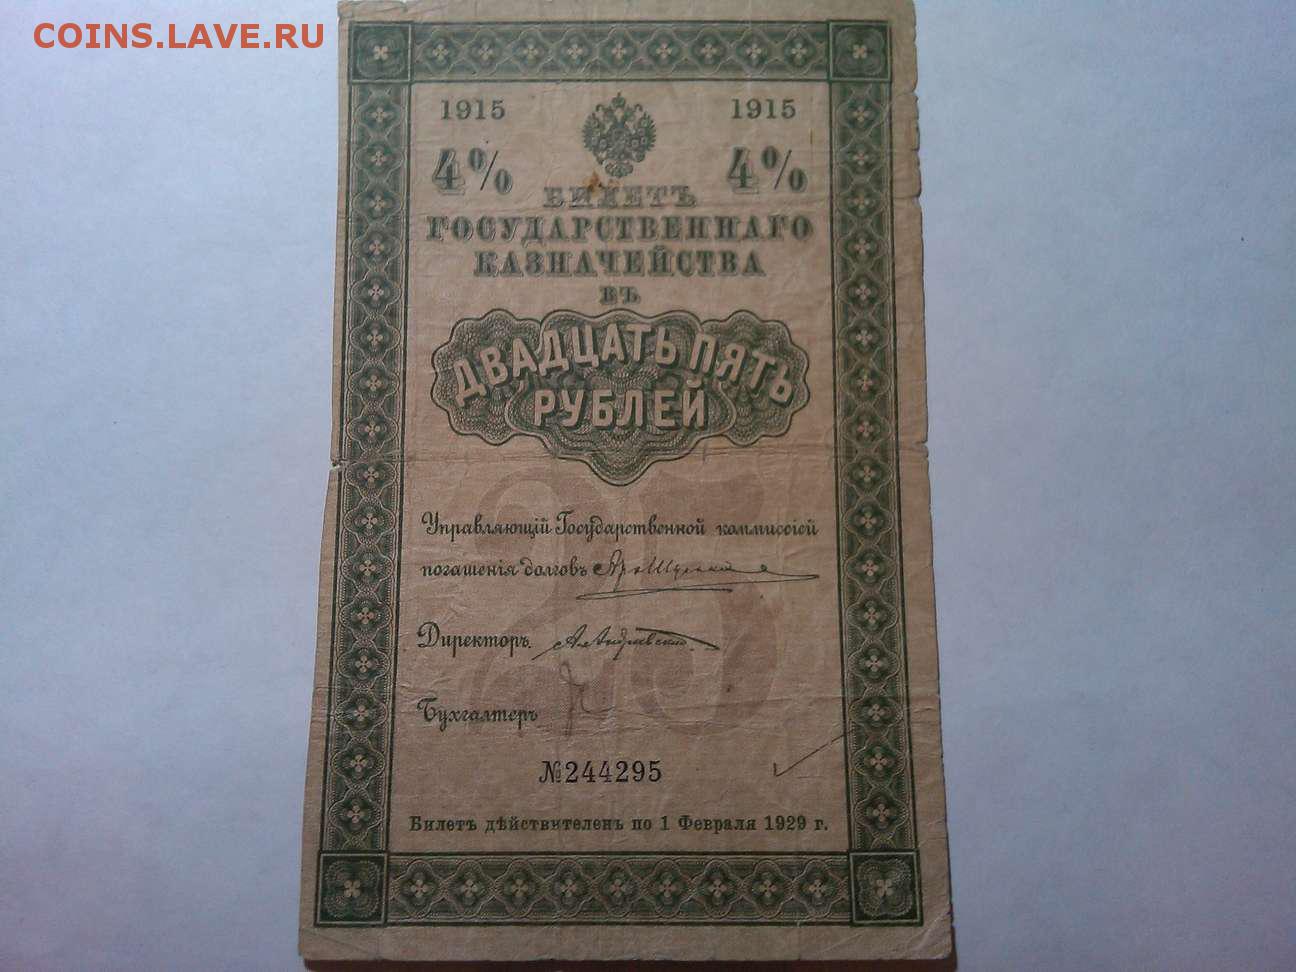 COINS.LAVE.RU
1915 1915
4% 4%
БИЛЕТЪ
ГОСУДАРСТВЕННАГО
КАЗНАЧЕЙСТВА
ВЪ
ДВАДЦАТЬ ПЯТЬ
РУБЛЕЙ
25
Управляющій Государственной коммиссіей
погашенія долговъ
Директоръ.
Бухгалтеръ
№244295
Билетъ дѣйствителенъ по 1 Февраля 1929 г.